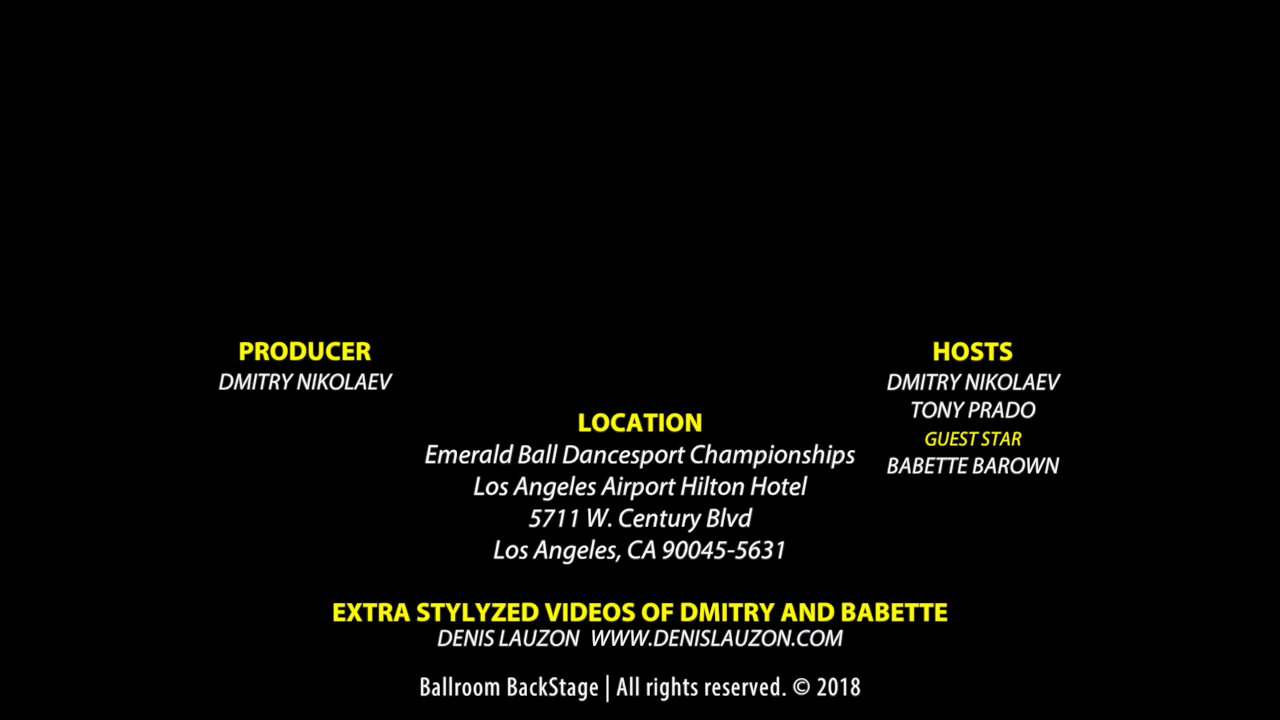 PRODUCER
DMITRY NIKOLAEV
HOSTS
DMITRY NIKOLAEV
TONY PRADO
GUEST STAR
BABETTE BAROWN
LOCATION
Emerald Ball Dancesport Championships
Los Angeles Airport Hilton Hotel
5711 W. Century Blvd
Los Angeles, CA 90045-5631
EXTRA STYLYZED VIDEOS OF DMITRY AND BABETTE
DENIS LAUZON WWW.DENISLAUZON.COM
Ballroom BackStage | All rights reserved. © 2018